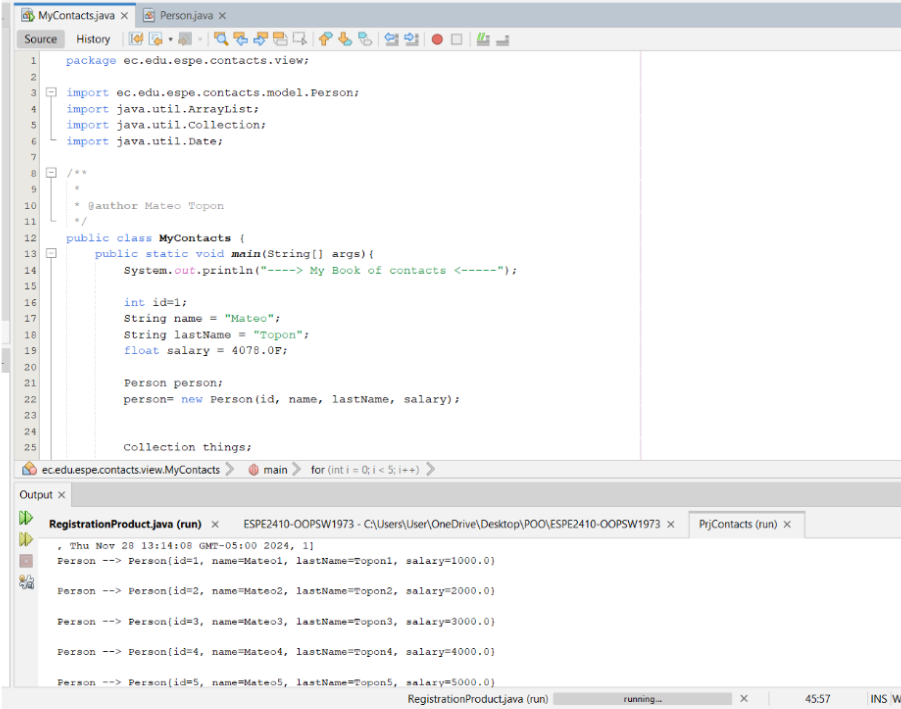 MyContacts.java × Person.java ×
Source History
1 package ec.edu.espe.contacts.view;
2
3 import ec.edu.espe.contacts.model.Person;
4 import java.util.ArrayList;
5 import java.util.Collection;
6 import java.util.Date;
7
8 /**
9 *
10 * @author Mateo Topon
11 */
12 public class MyContacts {
13 public static void main(String[] args){
14 System.out.println("----> My Book of contacts <-----");
15
16 int id=1;
17 String name = "Mateo";
18 String lastName = "Topon";
19 float salary = 4078.0F;
20
21 Person person;
22 person= new Person(id, name, lastName, salary);
23
24
25 Collection things;
ec.edu.espe.contacts.view.MyContacts main for (int i = 0; i < 5; i++)
Output ×
RegistrationProduct.java (run) × ESPE2410-OOPSW1973 - C:\Users\User\OneDrive\Desktop\POO\ESPE2410-OOPSW1973 × PrjContacts (run) ×
, Thu Nov 28 13:14:08 GMT-05:00 2024, 1]
Person --> Person{id=1, name=Mateo1, lastName=Topon1, salary=1000.0}
Person --> Person{id=2, name=Mateo2, lastName=Topon2, salary=2000.0}
Person --> Person{id=3, name=Mateo3, lastName=Topon3, salary=3000.0}
Person --> Person{id=4, name=Mateo4, lastName=Topon4, salary=4000.0}
Person --> Person{id=5, name=Mateo5, lastName=Topon5, salary=5000.0}
RegistrationProduct.java (run) running... × 45:57 INS W